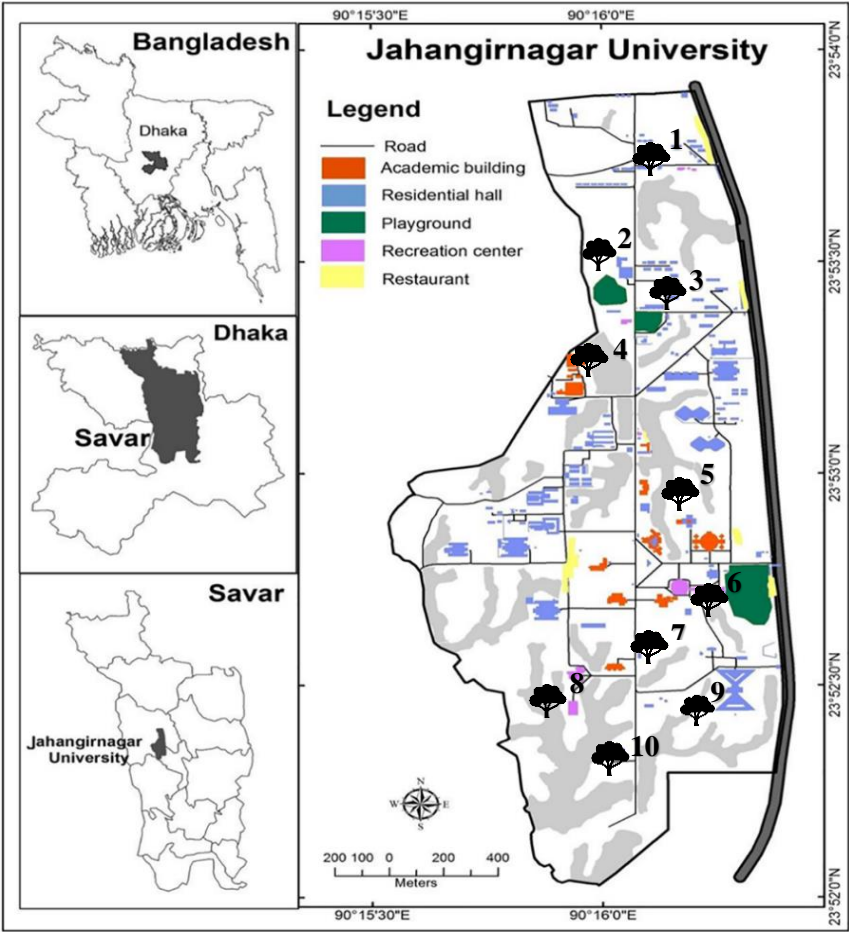 90°15'30"E
90°16'0"E
Bangladesh
Dhaka
Dhaka
Savar
Savar
Jahangirnagar
University
Jahangirnagar University
Legend
Road
Academic building
Residential hall
Playground
Recreation center
Restaurant
1
2
3
4
5
6
7
8
9
10
N
W
E
S
200 100 0 200 400
Meters
23°54'0"N
23°53'30"N
23°53'0"N
23°52'30"N
23°52'0"N
90°15'30"E
90°16'0"E